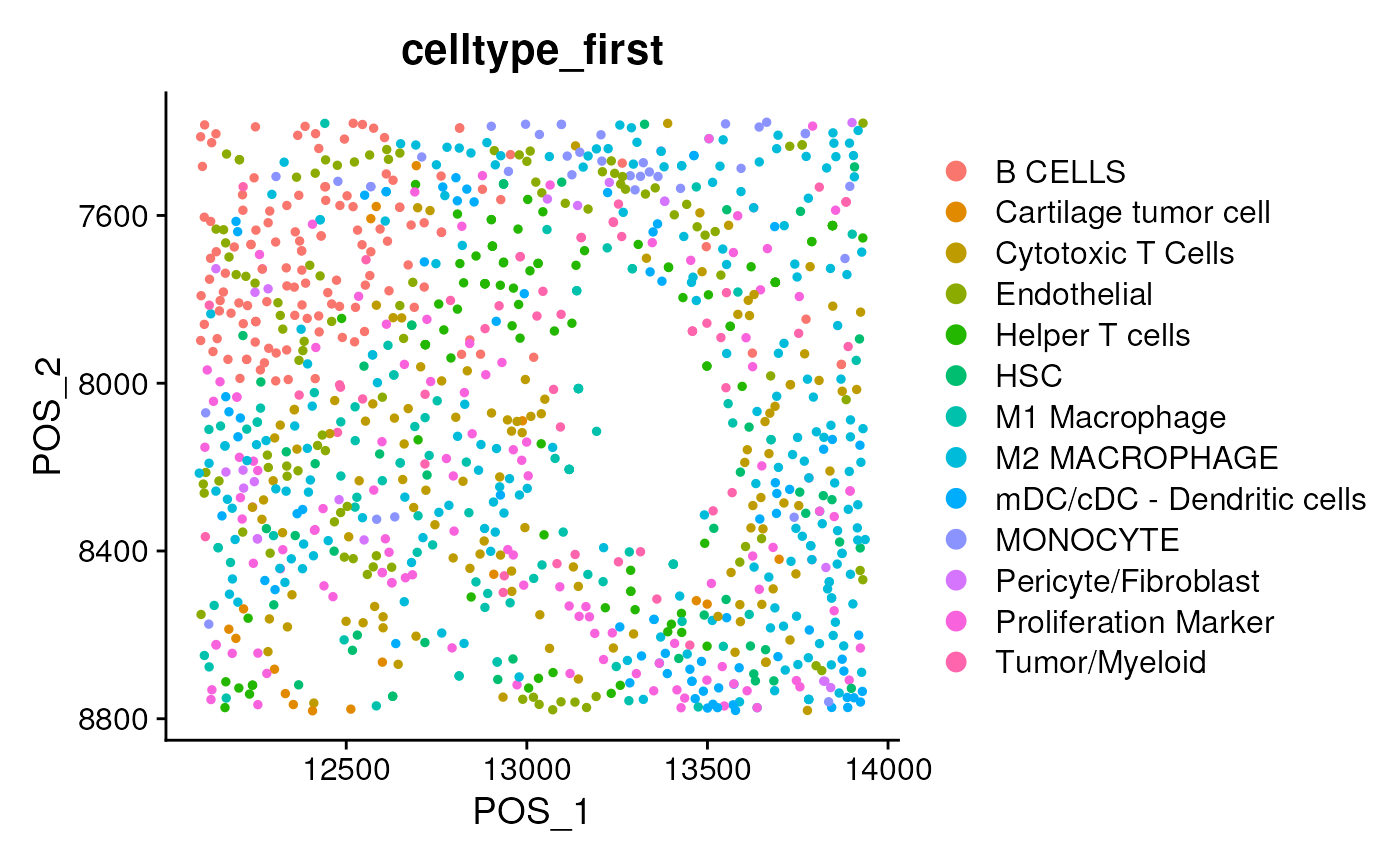 celltype_first
POS_2
7600
8000
8400
8800
12500
13000
13500
14000
POS_1
B CELLS
Cartilage tumor cell
Cytotoxic T Cells
Endothelial
Helper T cells
HSC
M1 Macrophage
M2 MACROPHAGE
mDC/cDC - Dendritic cells
MONOCYTE
Pericyte/Fibroblast
Proliferation Marker
Tumor/Myeloid